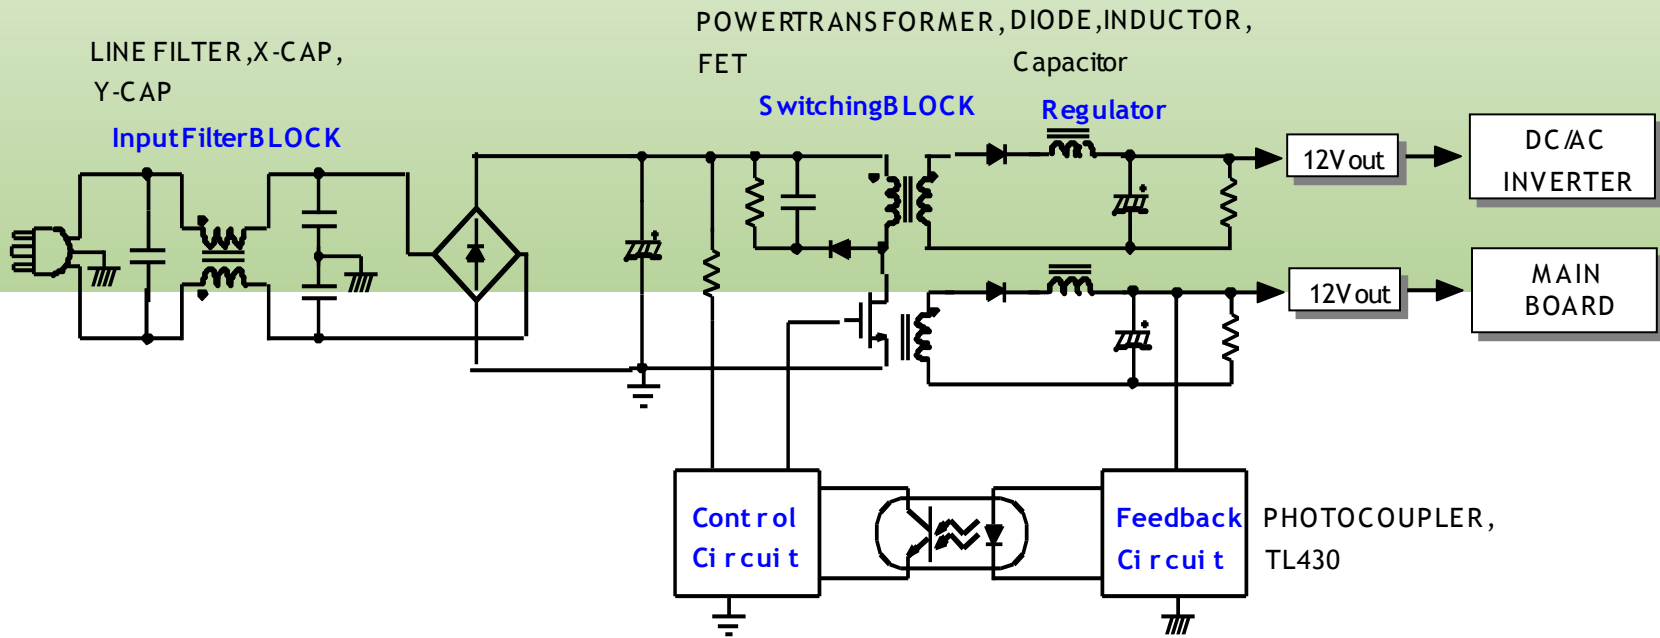 LINE FILTER,X-CAP,
Y-CAP
InputFilterBLOCK
POWERTRANSFORMER,
FET
SwitchingBLOCK
DIODE,INDUCTOR,
Capacitor
Regulator
12Vout
DC/AC
INVERTER
12Vout
MAIN
BOARD
Control
Circuit
Feedback
Circuit
PHOTOCOUPLER,
TL430